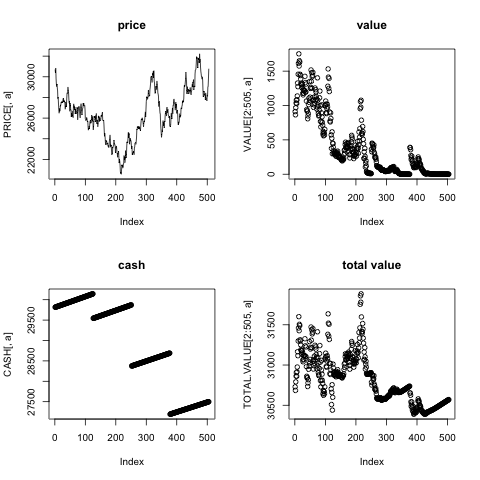 price
PRICE[, a]
22000 26000 30000
0 100 200 300 400 500
Index
value
VALUE[2:505, a]
0 500 1000 1500
0 100 200 300 400 500
Index
cash
CASH[, a]
27500 28500 29500
0 100 200 300 400 500
Index
total value
TOTAL.VALUE[2:505, a]
30500 31000 31500
0 100 200 300 400 500
Index